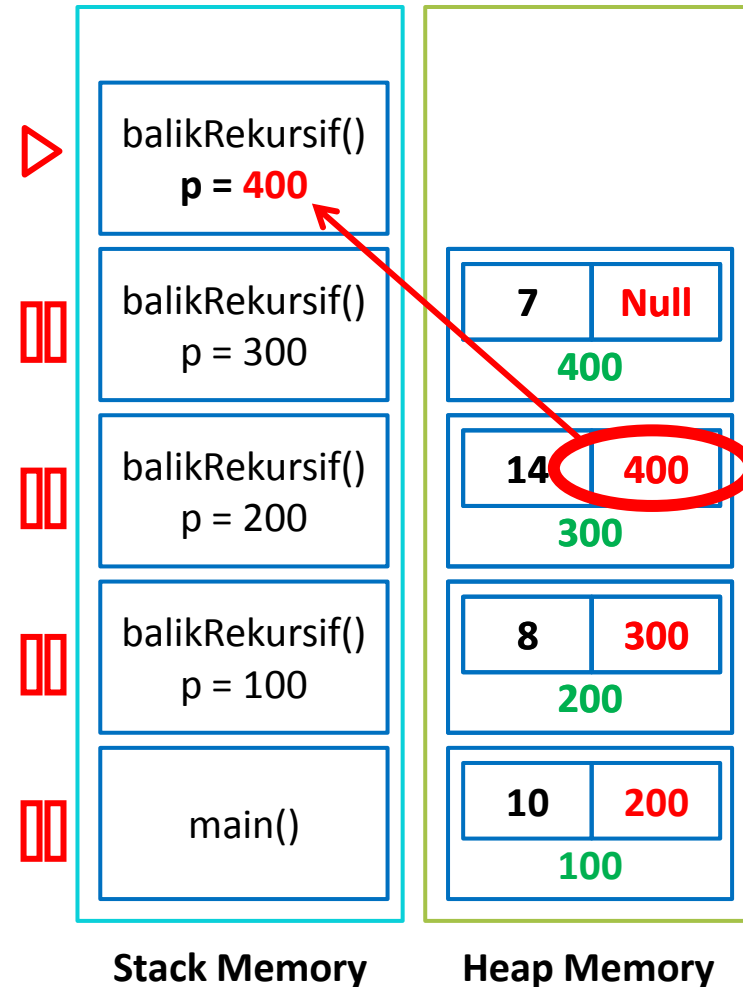 balikRekursif()
p = 400
balikRekursif()
p = 300
balikRekursif()
p = 200
balikRekursif()
p = 100
main()
Stack Memory
7 Null
400
14 400
300
8 300
200
10 200
100
Heap Memory